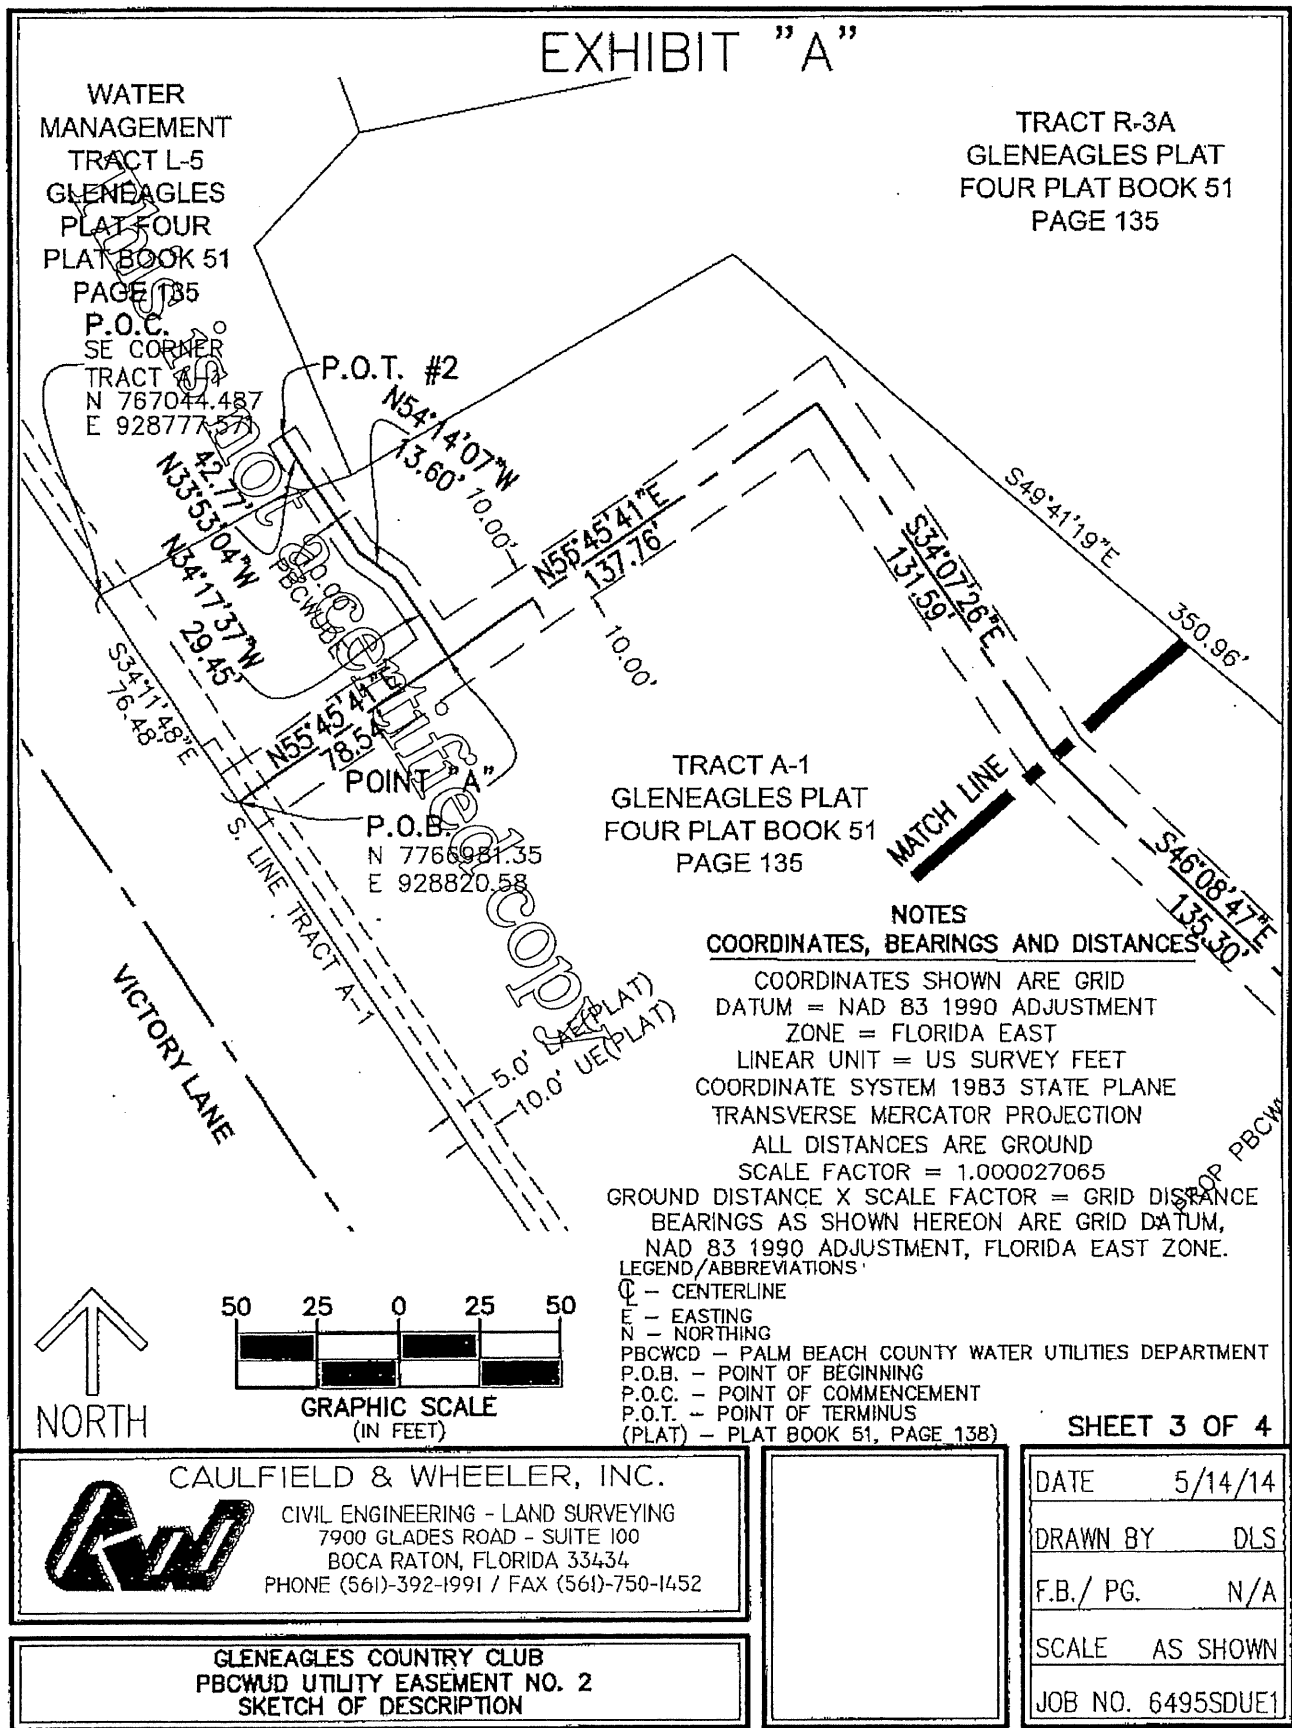 EXHIBIT "A"
WATER
MANAGEMENT
TRACT L-5
GLENEAGLES
PLAT FOUR
PLAT BOOK 51
PAGE 135
TRACT R-3A
GLENEAGLES PLAT
FOUR PLAT BOOK 51
PAGE 135
P.O.C.
SE CORNER
TRACT A-1
N 767044.487
E 928777.571
P.O.T. #2
This is not a certified copy
N54°14'07"W
13.60'
42.77'
N33°53'04"W
N34°17'37"W
29.45'
10.00'
N55°45'41"E
137.76'
10.00'
S34°07'26"E
131.59'
S49°41'19"E
350.96'
S34°11'48"E
76.48'
N55°45'41"E
78.54'
POINT "A"
P.O.B.
N 7766981.35
E 928820.58
TRACT A-1
GLENEAGLES PLAT
FOUR PLAT BOOK 51
PAGE 135
MATCH LINE
S46°08'47"E
135.30'
S. LINE TRACT A-1
VICTORY LANE
5.0' LAE(PLAT)
10.0' UE(PLAT)
PROP PBCW
NOTES
COORDINATES, BEARINGS AND DISTANCES
COORDINATES SHOWN ARE GRID
DATUM = NAD 83 1990 ADJUSTMENT
ZONE = FLORIDA EAST
LINEAR UNIT = US SURVEY FEET
COORDINATE SYSTEM 1983 STATE PLANE
TRANSVERSE MERCATOR PROJECTION
ALL DISTANCES ARE GROUND
SCALE FACTOR = 1.000027065
GROUND DISTANCE X SCALE FACTOR = GRID DISTANCE
BEARINGS AS SHOWN HEREON ARE GRID DATUM,
NAD 83 1990 ADJUSTMENT, FLORIDA EAST ZONE.
LEGEND/ABBREVIATIONS
℄ - CENTERLINE
E - EASTING
N - NORTHING
PBCWCD - PALM BEACH COUNTY WATER UTILITIES DEPARTMENT
P.O.B. - POINT OF BEGINNING
P.O.C. - POINT OF COMMENCEMENT
P.O.T. - POINT OF TERMINUS
(PLAT) - PLAT BOOK 51, PAGE 138)
NORTH
50 25 0 25 50
GRAPHIC SCALE
(IN FEET)
SHEET 3 OF 4
CAULFIELD & WHEELER, INC.
CIVIL ENGINEERING - LAND SURVEYING
7900 GLADES ROAD - SUITE 100
BOCA RATON, FLORIDA 33434
PHONE (561)-392-1991 / FAX (561)-750-1452
GLENEAGLES COUNTRY CLUB
PBCWUD UTILITY EASEMENT NO. 2
SKETCH OF DESCRIPTION
DATE 5/14/14
DRAWN BY DLS
F.B./ PG. N/A
SCALE AS SHOWN
JOB NO. 6495SDUE1